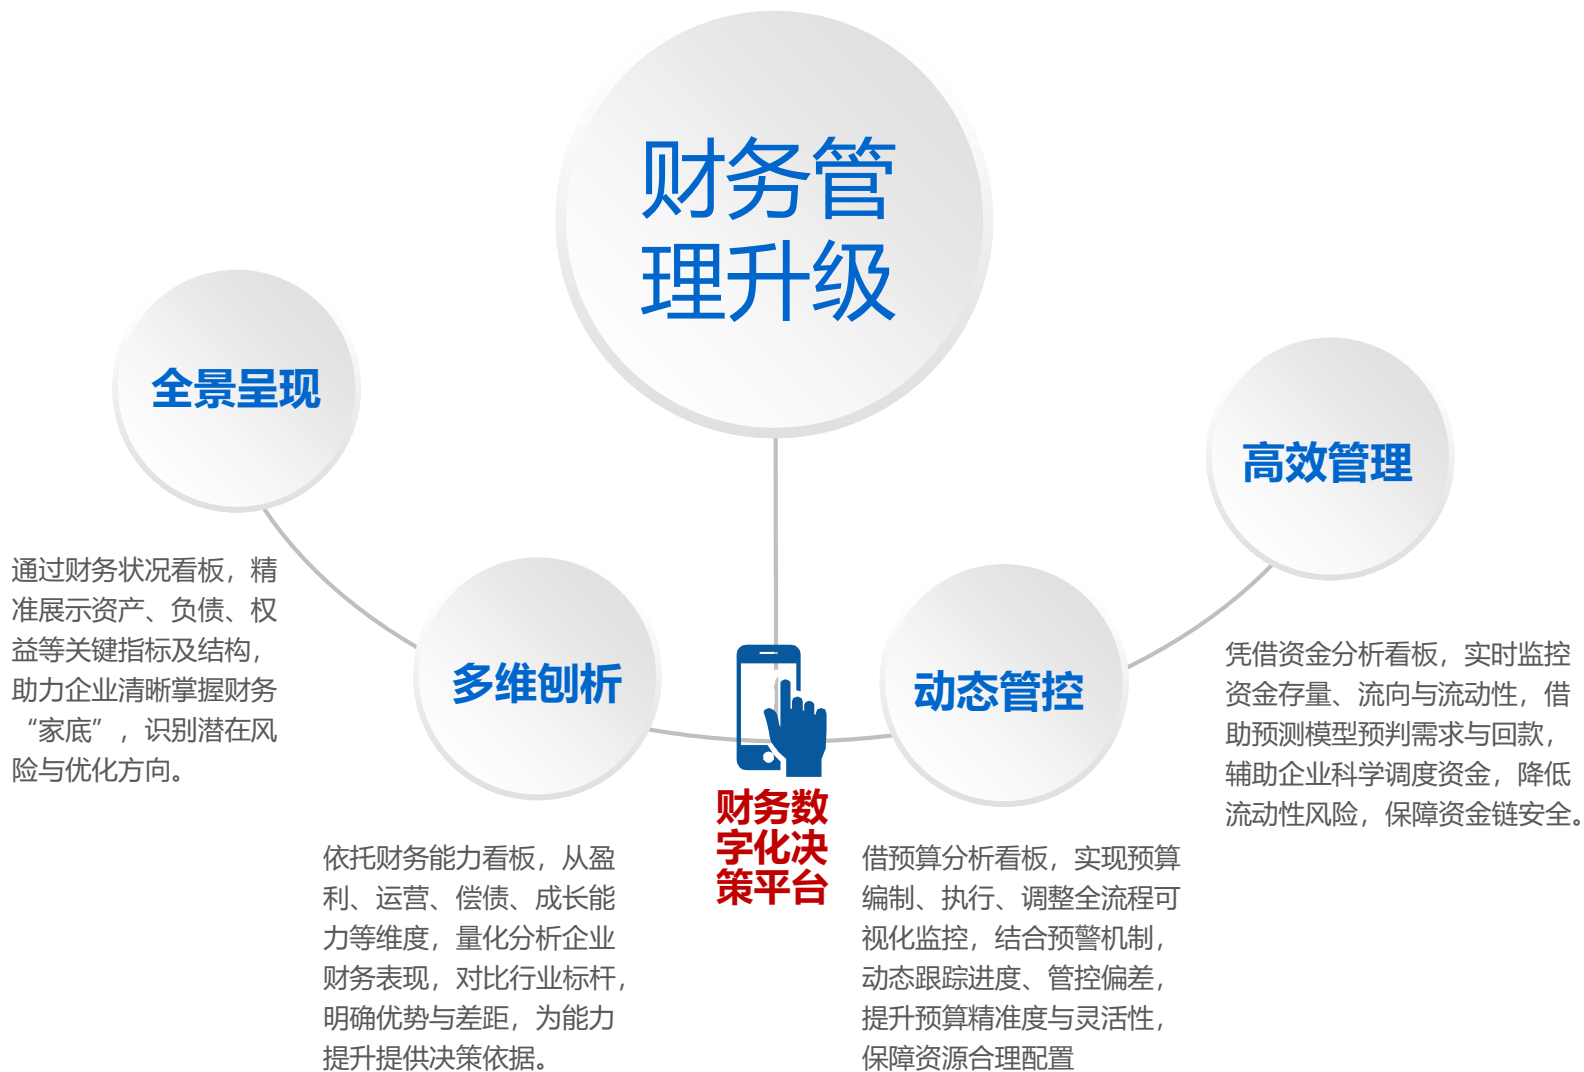 财务管
理升级
全景呈现
通过财务状况看板，精
准展示资产、负债、权
益等关键指标及结构，
助力企业清晰掌握财务
“家底”，识别潜在风
险与优化方向。
多维刨析
依托财务能力看板，从盈
利、运营、偿债、成长能
力等维度，量化分析企业
财务表现，对比行业标杆，
明确优势与差距，为能力
提升提供决策依据。
财务数
字化决
策平台
动态管控
借预算分析看板，实现预算
编制、执行、调整全流程可
视化监控，结合预警机制，
动态跟踪进度、管控偏差，
提升预算精准度与灵活性，
保障资源合理配置
高效管理
凭借资金分析看板，实时监控
资金存量、流向与流动性，借
助预测模型预判需求与回款，
辅助企业科学调度资金，降低
流动性风险，保障资金链安全。